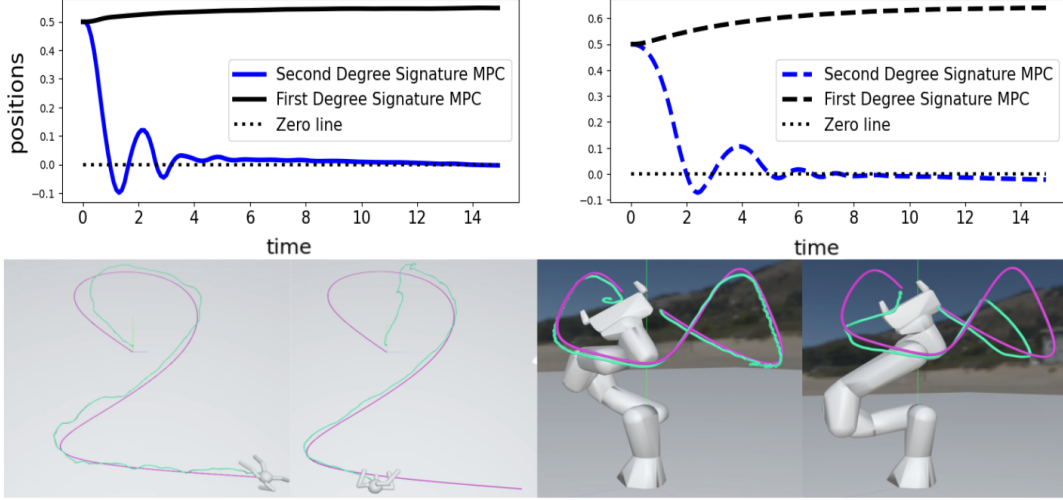 0.5
0.4
0.3
0.2
0.1
0.0
−0.1
positions
Second Degree Signature MPC
First Degree Signature MPC
Zero line
0 2 4 6 8 10 12 14
time
0.6
0.5
0.4
0.3
0.2
0.1
0.0
−0.1
Second Degree Signature MPC
First Degree Signature MPC
Zero line
0 2 4 6 8 10 12 14
time